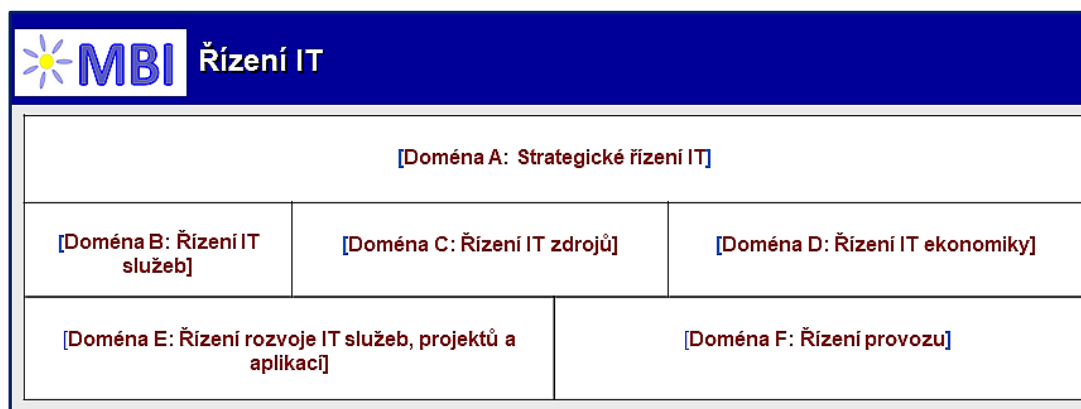 MBI Řízení IT
[Doména A: Strategické řízení IT]
[Doména B: Řízení IT
služeb]
[Doména C: Řízení IT zdrojů]
[Doména D: Řízení IT ekonomiky]
[Doména E: Řízení rozvoje IT služeb, projektů a
aplikací]
[Doména F: Řízení provozu]